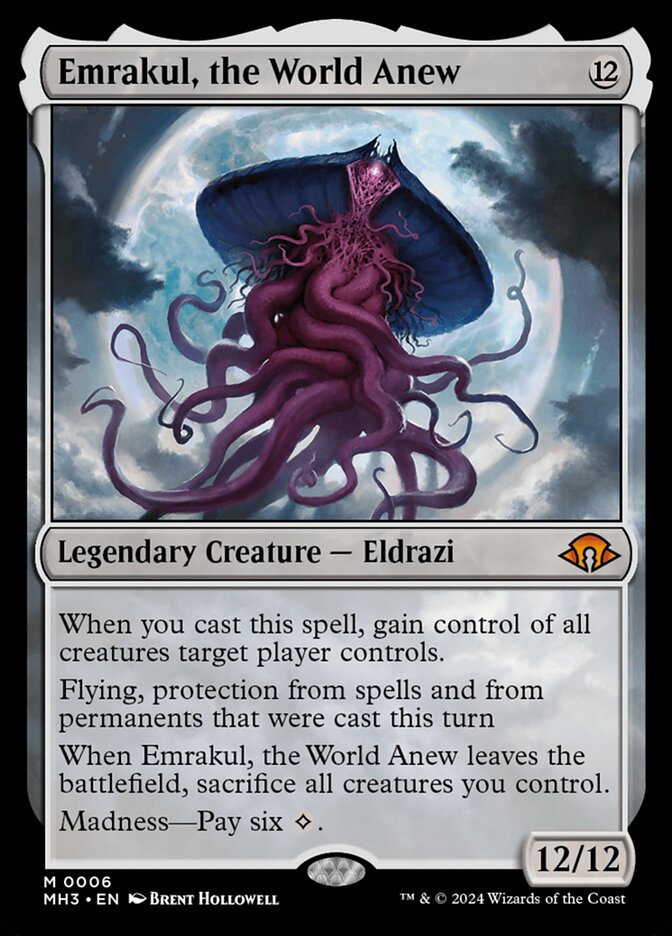 Emrakul, the World Anew 12
Legendary Creature — Eldrazi
When you cast this spell, gain control of all
creatures target player controls.
Flying, protection from spells and from
permanents that were cast this turn
When Emrakul, the World Anew leaves the
battlefield, sacrifice all creatures you control.
Madness—Pay six ◇.
12/12
M 0006
MH3 • EN Brent Hollowell
™ & © 2024 Wizards of the Coast